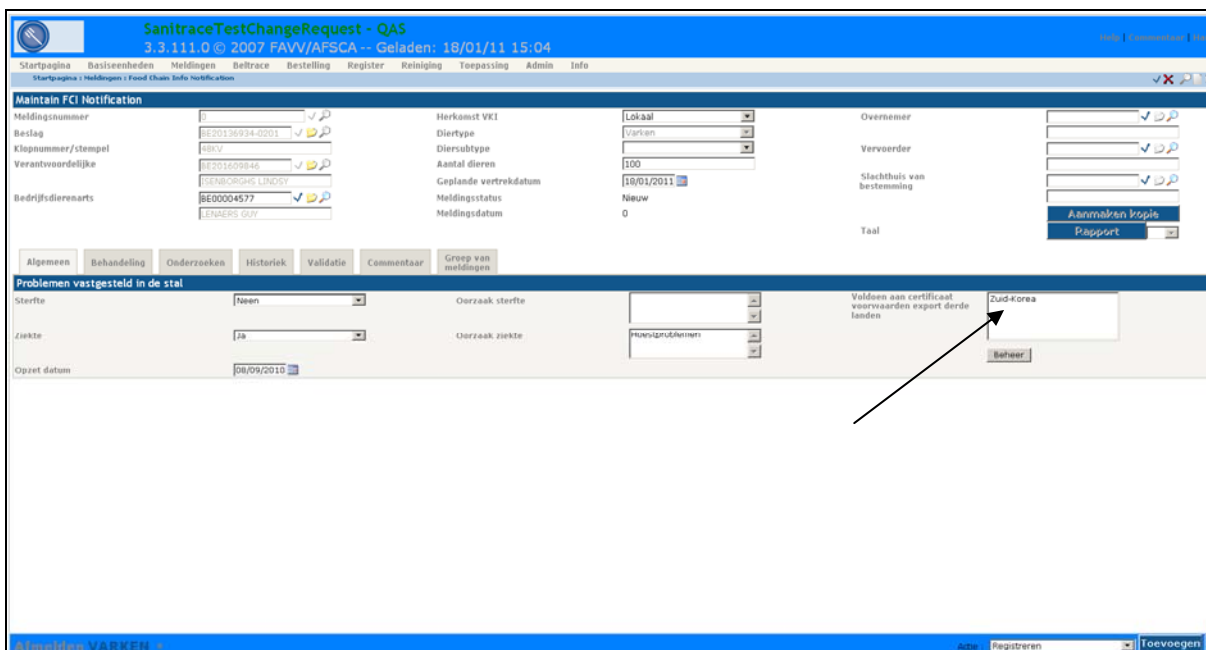 SanitraceTestChangeRequest - QAS
3.3.111.0 © 2007 FAVV/AFSCA -- Geladen: 18/01/11 15:04
Help | Commentaar |
Startpagina Basiseenheden Meldingen Beltrace Bestelling Register Reiniging Toepassing Admin Info
Startpagina : Meldingen : Food Chain Info Notification
Maintain FCI Notification
Meldingsnummer 0 Herkomst VKI Lokaal Overnemer
Beslag BE20136934-0201 Diertype Varken
Klopnummer/stempel 48KV Diersubtype Vervoerder
Verantwoordelijke BE201609846 Aantal dieren 100
ISENBORGHS LINDSY Geplande vertrekdatum 18/01/2011 Slachthuis van bestemming
Bedrijfsdierenarts BE00004577 Meldingsstatus Nieuw
LENAERS GUY Meldingsdatum 0 Aanmaken kopie
Taal Rapport
Algemeen Behandeling Onderzoeken Historiek Validatie Commentaar Groep van meldingen
Problemen vastgesteld in de stal
Sterfte Neen Oorzaak sterfte Voldoen aan certificaat voorwaarden export derde landen Zuid-Korea
Ziekte Ja Oorzaak ziekte Hoestproblemen
Beheer
Opzet datum 08/09/2010
Afmelden VARKEN Actie : Registreren Toevoegen